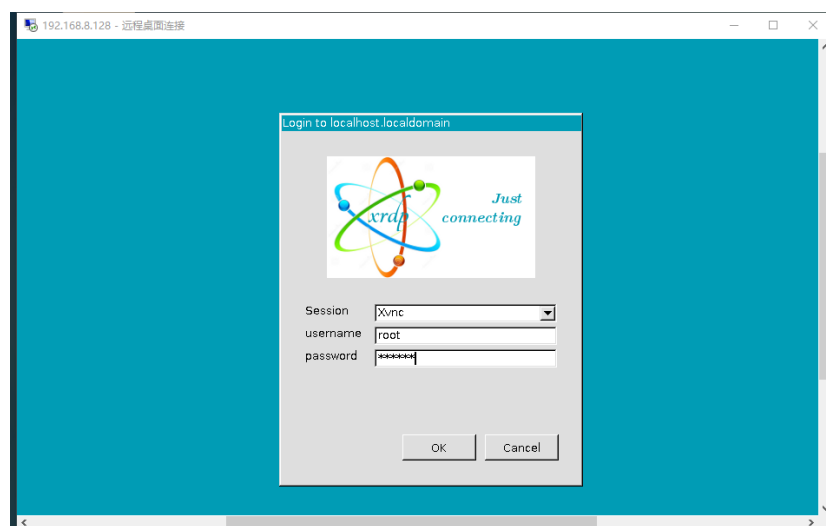 192.168.8.128 - 远程桌面连接
Login to localhost.localdomain
xrdp
Just
connecting
Session Xvnc
username root
password ******
OK Cancel